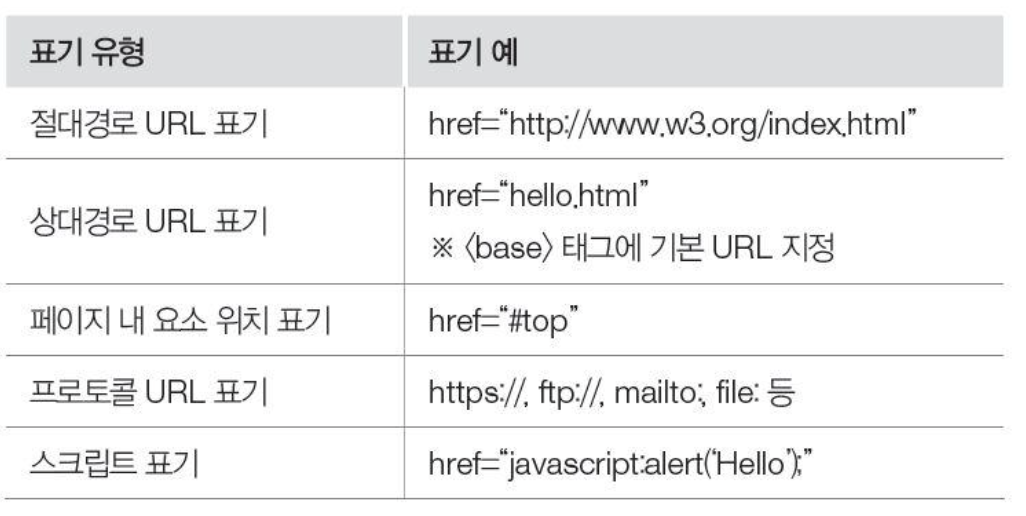 표기 유형 표기 예
절대경로 URL 표기 href=“http://www.w3.org/index.html”
상대경로 URL 표기 href=“hello.html”
※ 〈base〉 태그에 기본 URL 지정
페이지 내 요소 위치 표기 href=“#top”
프로토콜 URL 표기 https://, ftp://, mailto:, file: 등
스크립트 표기 href=“javascript:alert(‘Hello’);”